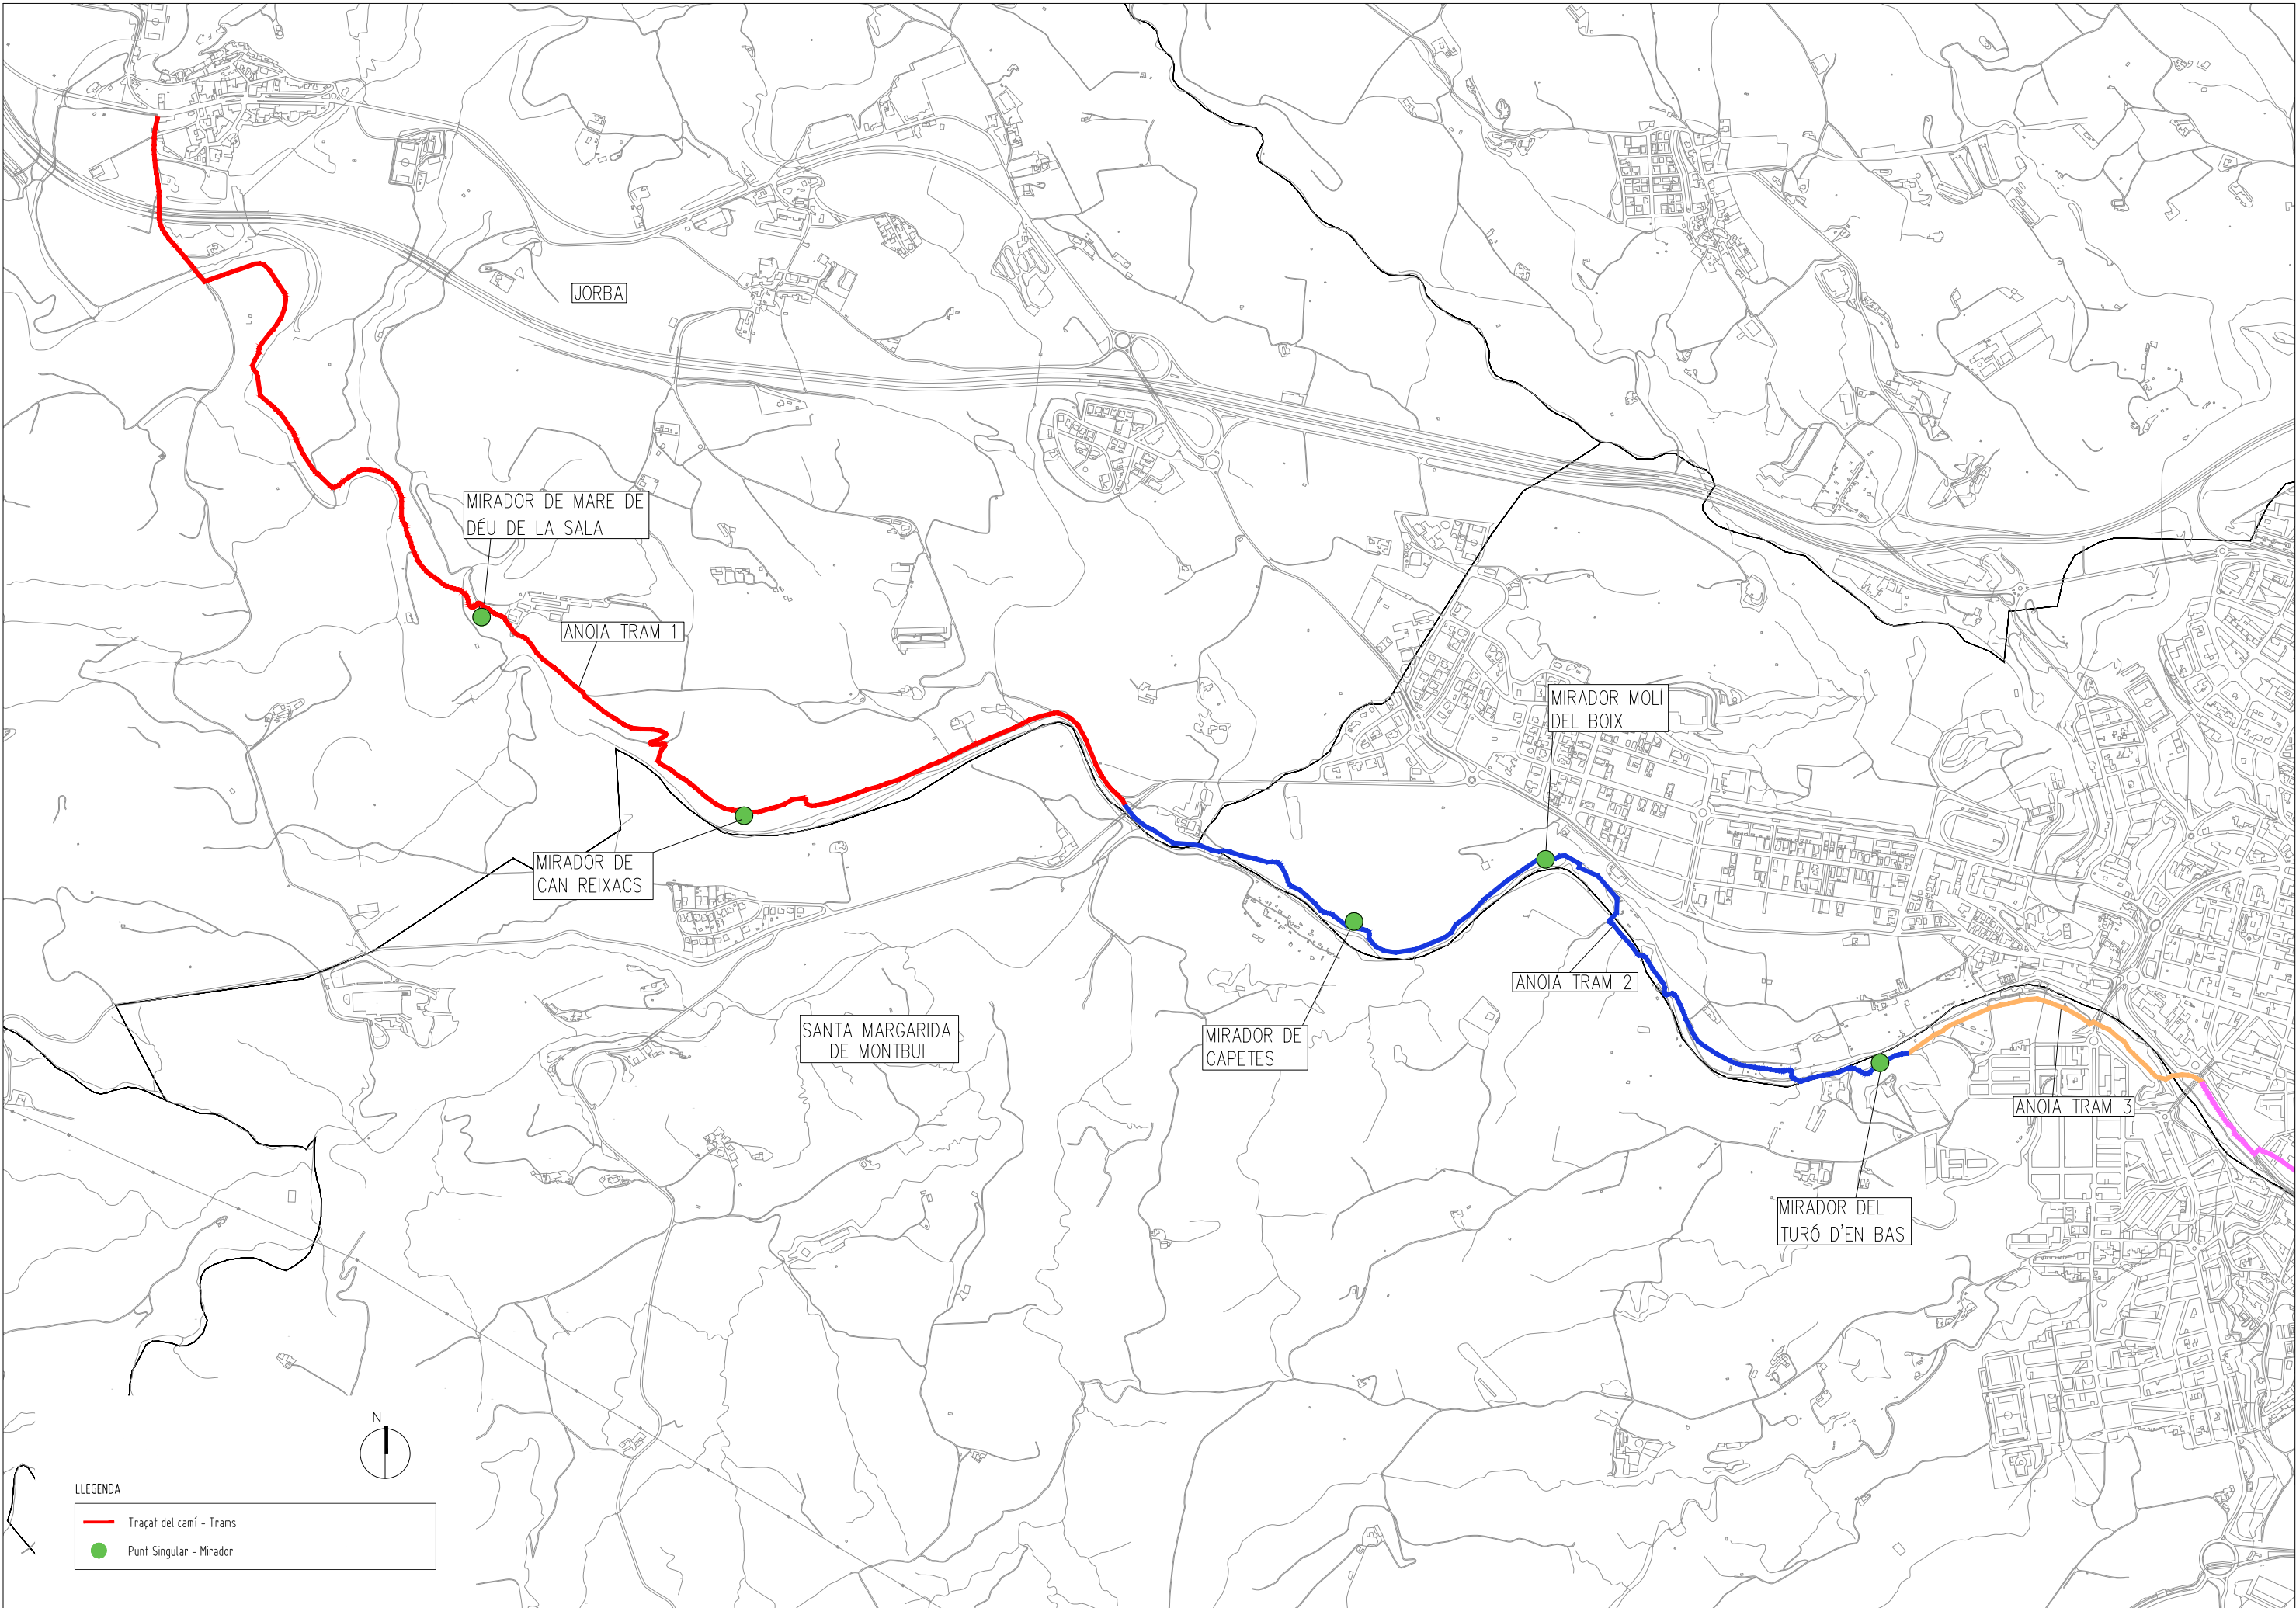 JORBA
MIRADOR DE MARE DE
DÉU DE LA SALA
ANOIA TRAM 1
MIRADOR MOLÍ
DEL BOIX
MIRADOR DE
CAN REIXACS
ANOIA TRAM 2
SANTA MARGARIDA
DE MONTBUI
MIRADOR DE
CAPETES
ANOIA TRAM 3
MIRADOR DEL
TURÓ D'EN BAS
N
LLEGENDA
Traçat del camí - Trams
Punt Singular - Mirador